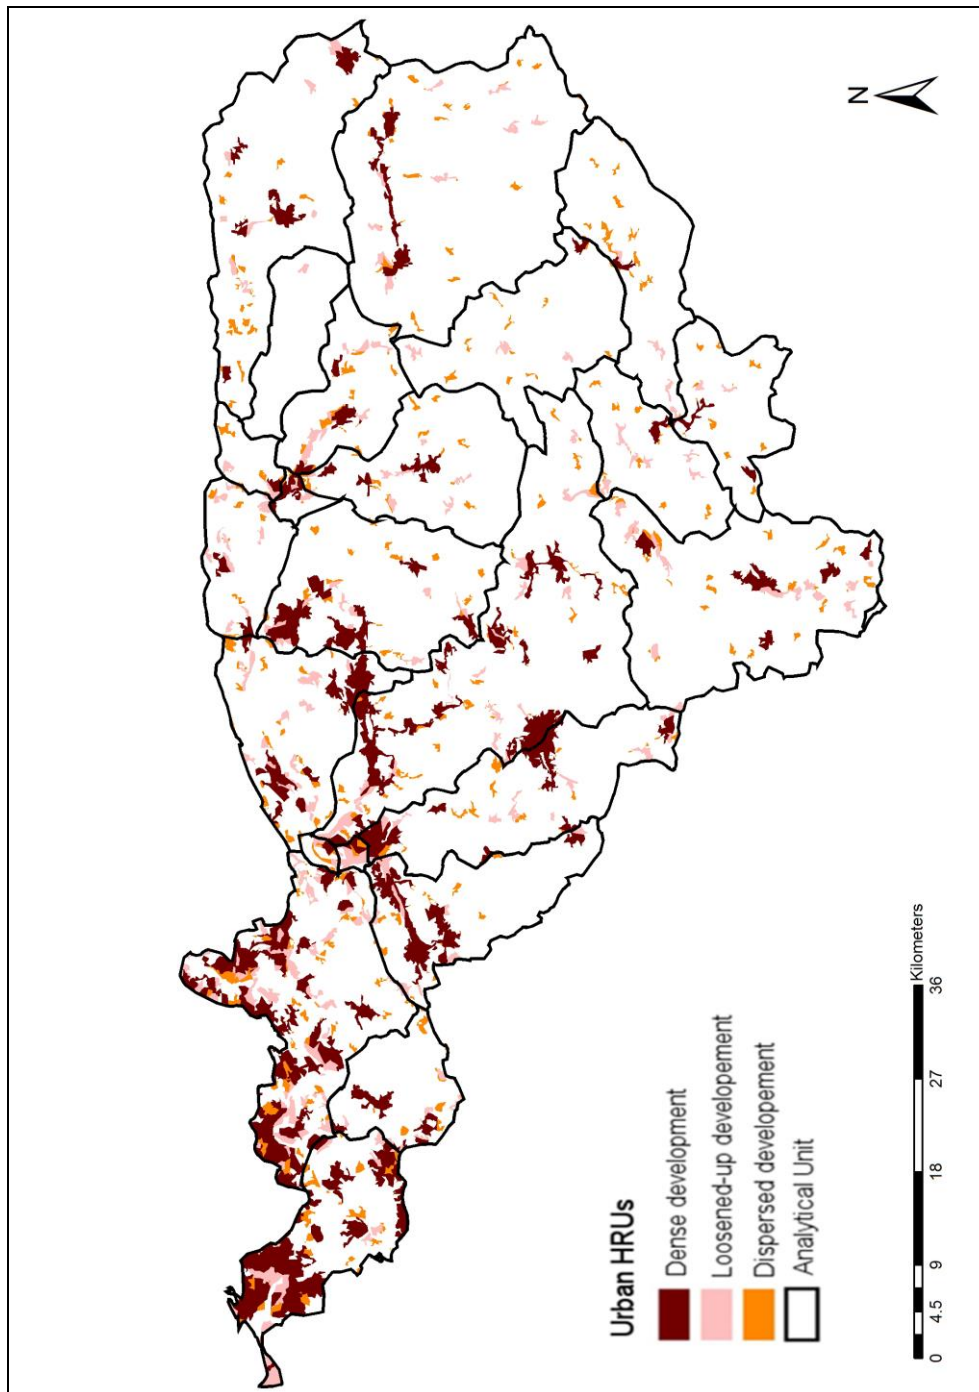 N
Urban HRUs
Dense development
Loosened-up developement
Dispersed developement
Analytical Unit
Kilometers
0 4.5 9 18 27 36